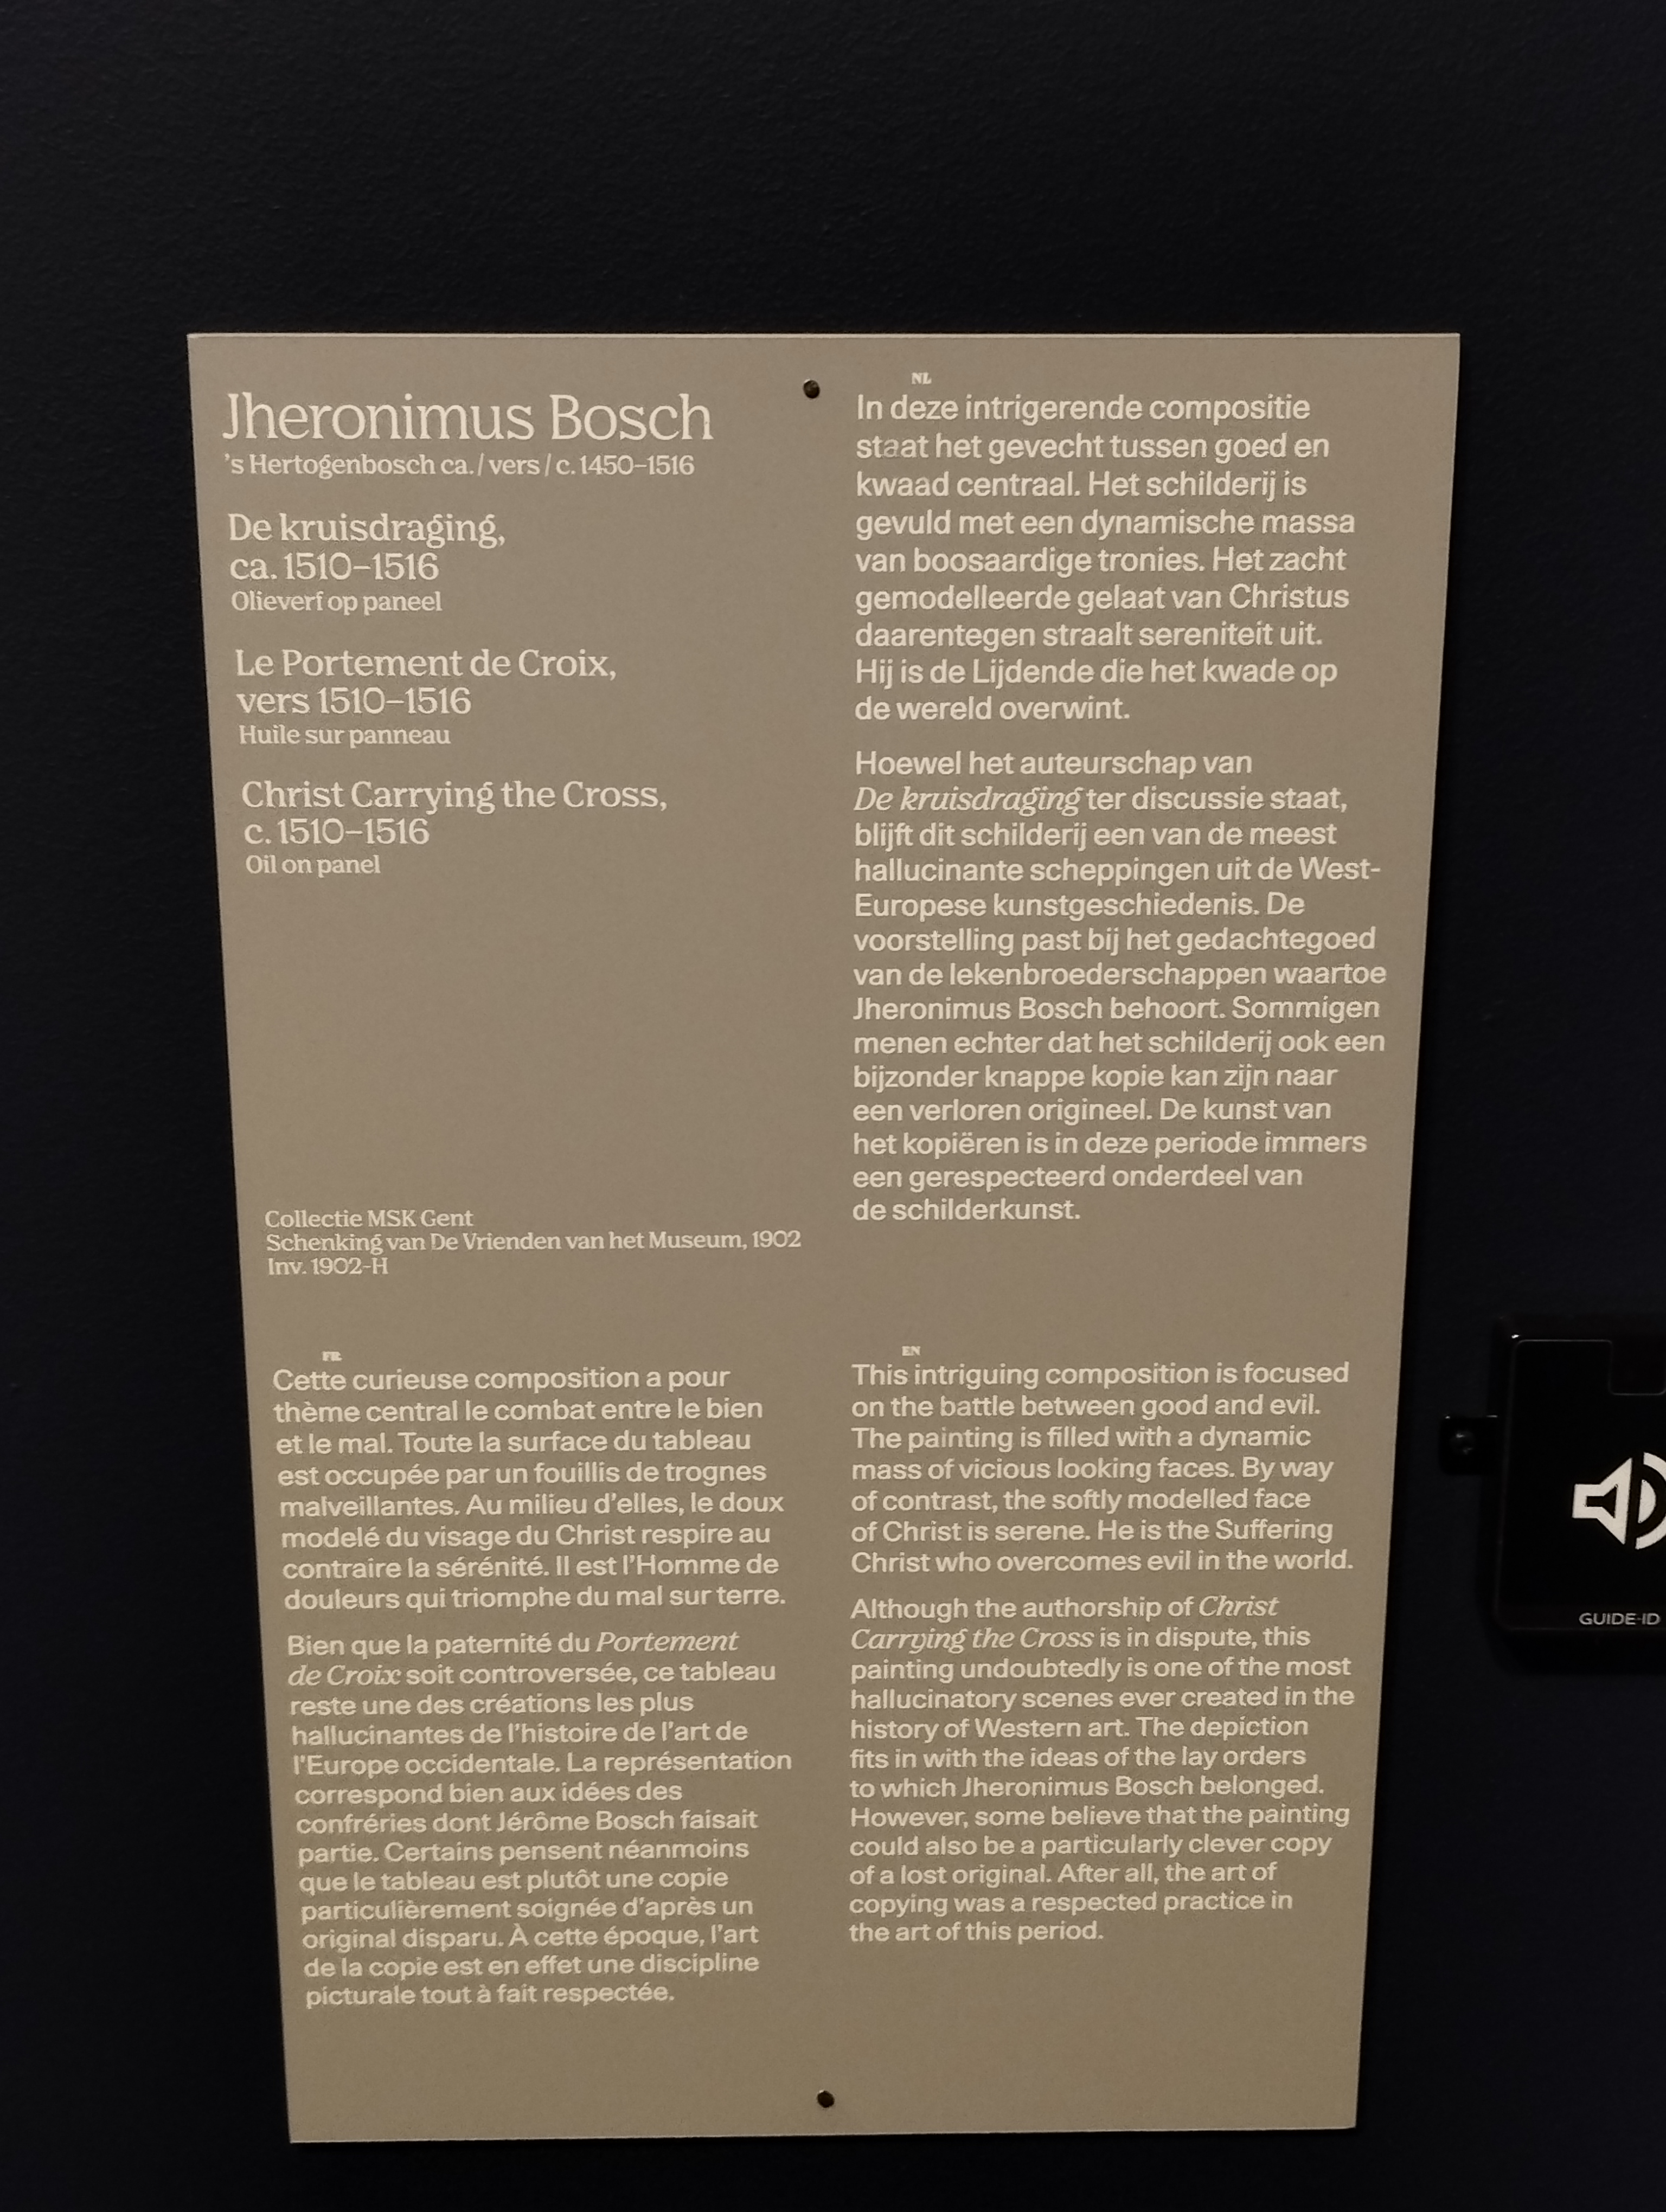 Jheronimus Bosch
's Hertogenbosch ca. / vers / c. 1450–1516
De kruisdraging,
ca. 1510–1516
Olieverf op paneel
Le Portement de Croix,
vers 1510–1516
Huile sur panneau
Christ Carrying the Cross,
c. 1510–1516
Oil on panel
Collectie MSK Gent
Schenking van De Vrienden van het Museum, 1902
Inv. 1902-H
NL
In deze intrigerende compositie
staat het gevecht tussen goed en
kwaad centraal. Het schilderij is
gevuld met een dynamische massa
van boosaardige tronies. Het zacht
gemodelleerde gelaat van Christus
daarentegen straalt sereniteit uit.
Hij is de Lijdende die het kwade op
de wereld overwint.
Hoewel het auteurschap van
De kruisdraging ter discussie staat,
blijft dit schilderij een van de meest
hallucinante scheppingen uit de West-
Europese kunstgeschiedenis. De
voorstelling past bij het gedachtegoed
van de lekenbroederschappen waartoe
Jheronimus Bosch behoort. Sommigen
menen echter dat het schilderij ook een
bijzonder knappe kopie kan zijn naar
een verloren origineel. De kunst van
het kopiëren is in deze periode immers
een gerespecteerd onderdeel van
de schilderkunst.
FR
Cette curieuse composition a pour
thème central le combat entre le bien
et le mal. Toute la surface du tableau
est occupée par un fouillis de trognes
malveillantes. Au milieu d'elles, le doux
modelé du visage du Christ respire au
contraire la sérénité. Il est l'Homme de
douleurs qui triomphe du mal sur terre.
Bien que la paternité du Portement
de Croix soit controversée, ce tableau
reste une des créations les plus
hallucinantes de l'histoire de l'art de
l'Europe occidentale. La représentation
correspond bien aux idées des
confréries dont Jérôme Bosch faisait
partie. Certains pensent néanmoins
que le tableau est plutôt une copie
particulièrement soignée d'après un
original disparu. À cette époque, l'art
de la copie est en effet une discipline
picturale tout à fait respectée.
EN
This intriguing composition is focused
on the battle between good and evil.
The painting is filled with a dynamic
mass of vicious looking faces. By way
of contrast, the softly modelled face
of Christ is serene. He is the Suffering
Christ who overcomes evil in the world.
Although the authorship of Christ
Carrying the Cross is in dispute, this
painting undoubtedly is one of the most
hallucinatory scenes ever created in the
history of Western art. The depiction
fits in with the ideas of the lay orders
to which Jheronimus Bosch belonged.
However, some believe that the painting
could also be a particularly clever copy
of a lost original. After all, the art of
copying was a respected practice in
the art of this period.
GUIDE·ID